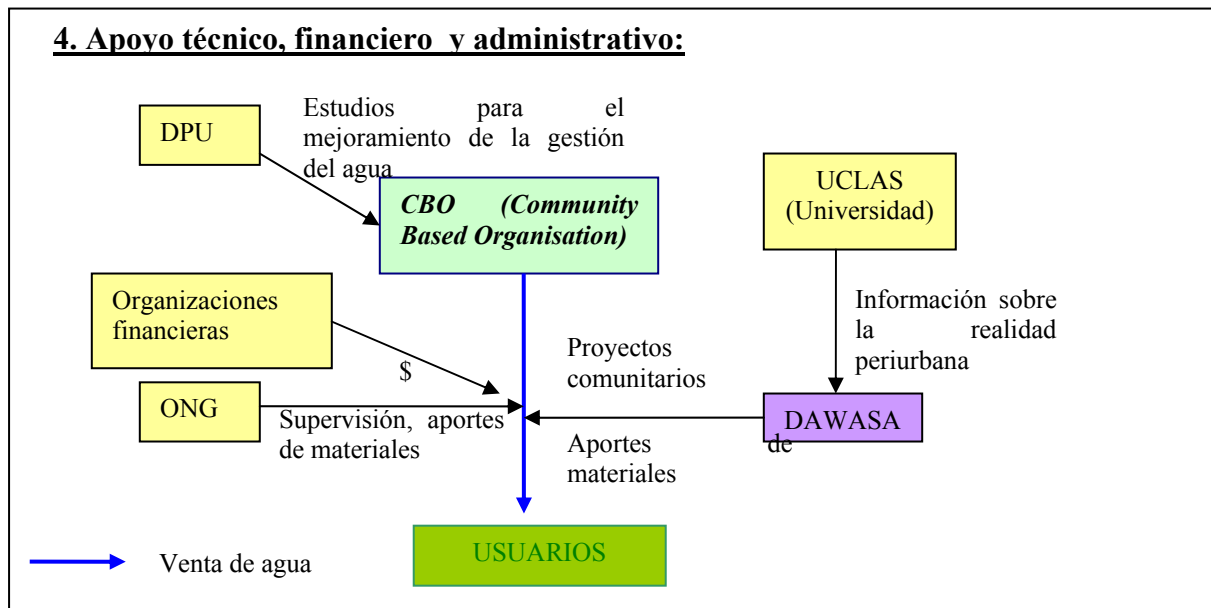 4. Apoyo técnico, financiero y administrativo:
DPU
Estudios para el
mejoramiento de la gestión
del agua
CBO (Community
Based Organisation)
UCLAS
(Universidad)
Organizaciones
financieras
$
Información sobre
la realidad
periurbana
Proyectos
comunitarios
ONG
Supervisión, aportes
de materiales
DAWASA
Aportes de
materiales
USUARIOS
Venta de agua